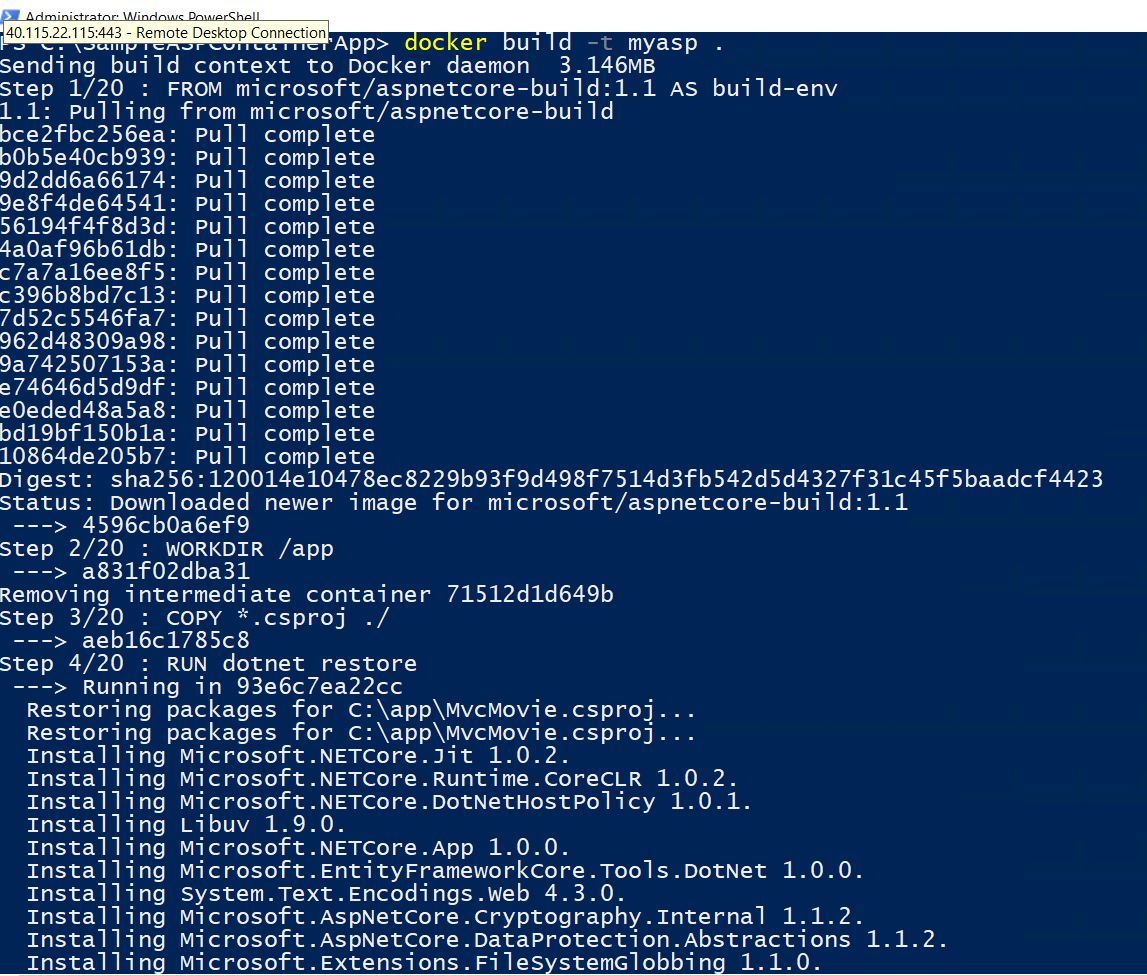 Administrator: Windows PowerShell
40.115.22.115:443 - Remote Desktop Connection
PS C:\SampleASPContainerApp> docker build -t myasp .
Sending build context to Docker daemon  3.146MB
Step 1/20 : FROM microsoft/aspnetcore-build:1.1 AS build-env
1.1: Pulling from microsoft/aspnetcore-build
bce2fbc256ea: Pull complete
b0b5e40cb939: Pull complete
9d2dd6a66174: Pull complete
9e8f4de64541: Pull complete
56194f4f8d3d: Pull complete
4a0af96b61db: Pull complete
c7a7a16ee8f5: Pull complete
c396b8bd7c13: Pull complete
7d52c5546fa7: Pull complete
962d48309a98: Pull complete
9a742507153a: Pull complete
e74646d5d9df: Pull complete
e0eded48a5a8: Pull complete
bd19bf150b1a: Pull complete
10864de205b7: Pull complete
Digest: sha256:120014e10478ec8229b93f9d498f7514d3fb542d5d4327f31c45f5baadcf4423
Status: Downloaded newer image for microsoft/aspnetcore-build:1.1
 ---> 4596cb0a6ef9
Step 2/20 : WORKDIR /app
 ---> a831f02dba31
Removing intermediate container 71512d1d649b
Step 3/20 : COPY *.csproj ./
 ---> aeb16c1785c8
Step 4/20 : RUN dotnet restore
 ---> Running in 93e6c7ea22cc
  Restoring packages for C:\app\MvcMovie.csproj...
  Restoring packages for C:\app\MvcMovie.csproj...
  Installing Microsoft.NETCore.Jit 1.0.2.
  Installing Microsoft.NETCore.Runtime.CoreCLR 1.0.2.
  Installing Microsoft.NETCore.DotNetHostPolicy 1.0.1.
  Installing Libuv 1.9.0.
  Installing Microsoft.NETCore.App 1.0.0.
  Installing Microsoft.EntityFrameworkCore.Tools.DotNet 1.0.0.
  Installing System.Text.Encodings.Web 4.3.0.
  Installing Microsoft.AspNetCore.Cryptography.Internal 1.1.2.
  Installing Microsoft.AspNetCore.DataProtection.Abstractions 1.1.2.
  Installing Microsoft.Extensions.FileSystemGlobbing 1.1.0.